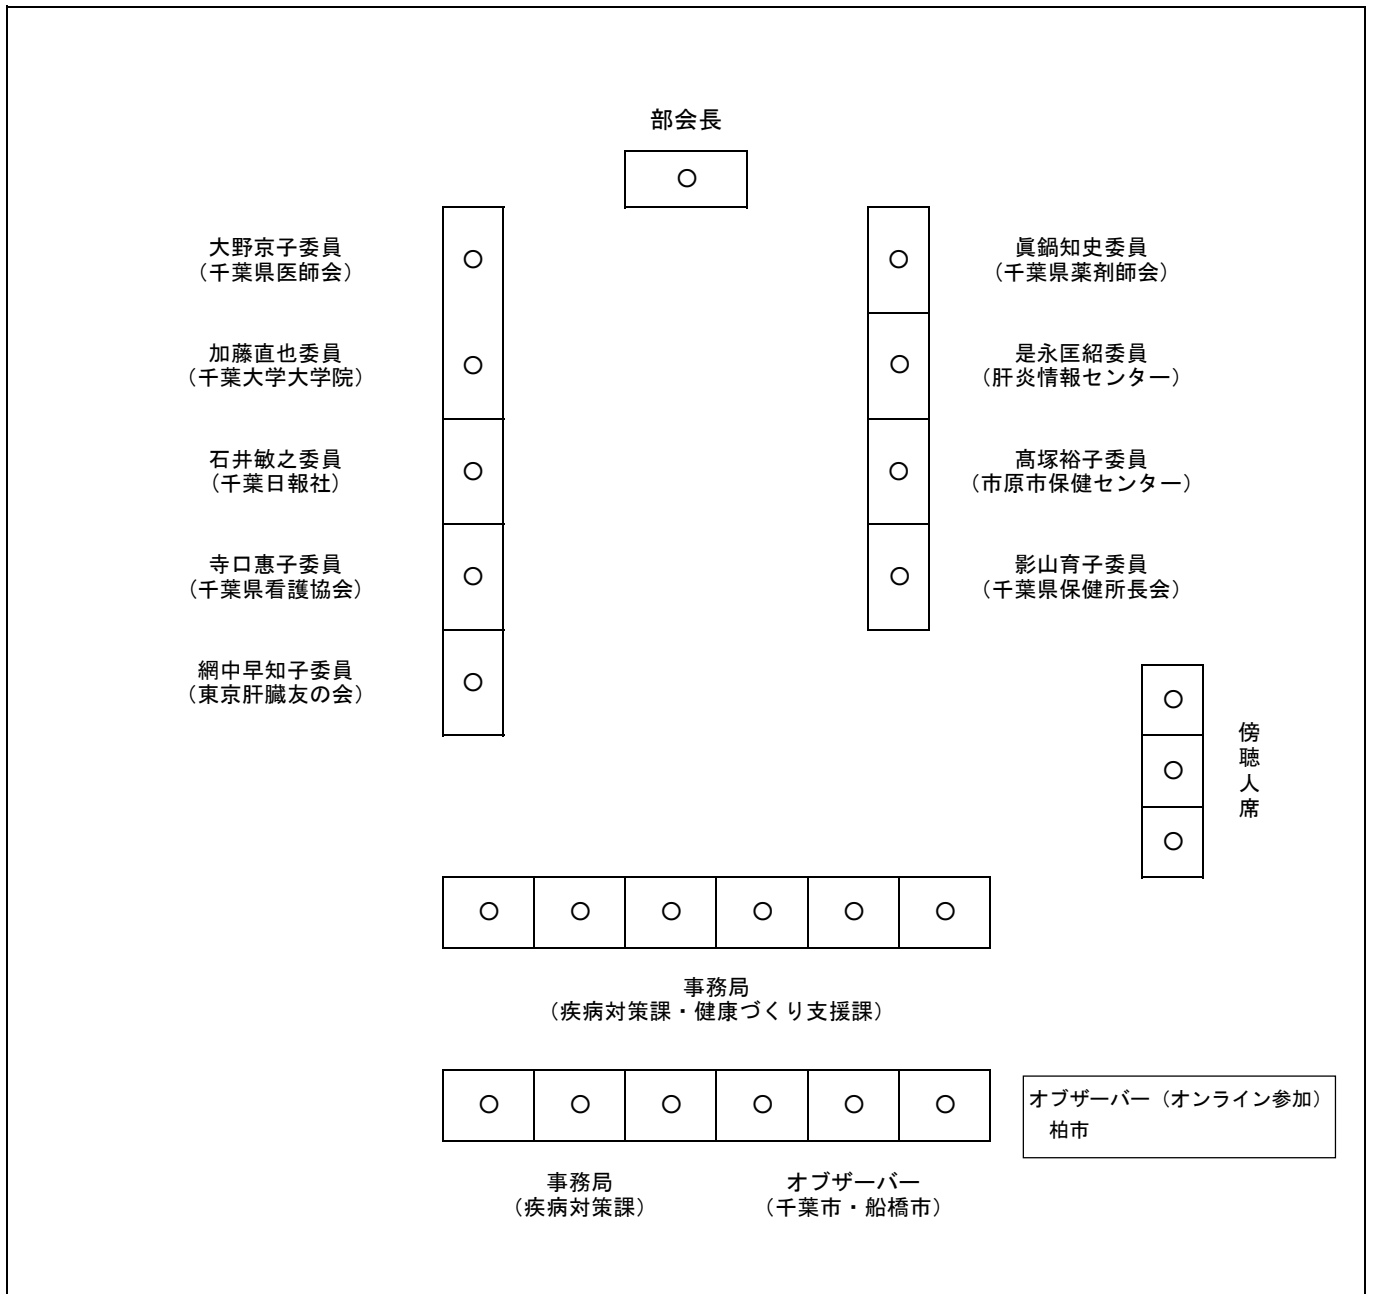 部会長
大野京子委員
（千葉県医師会）
眞鍋知史委員
（千葉県薬剤師会）
加藤直也委員
（千葉大学大学院）
是永匡紹委員
（肝炎情報センター）
石井敏之委員
（千葉日報社）
髙塚裕子委員
（市原市保健センター）
寺口惠子委員
（千葉県看護協会）
影山育子委員
（千葉県保健所長会）
網中早知子委員
（東京肝臓友の会）
傍聴人席
事務局
（疾病対策課・健康づくり支援課）
オブザーバー（オンライン参加）
柏市
事務局
（疾病対策課）
オブザーバー
（千葉市・船橋市）